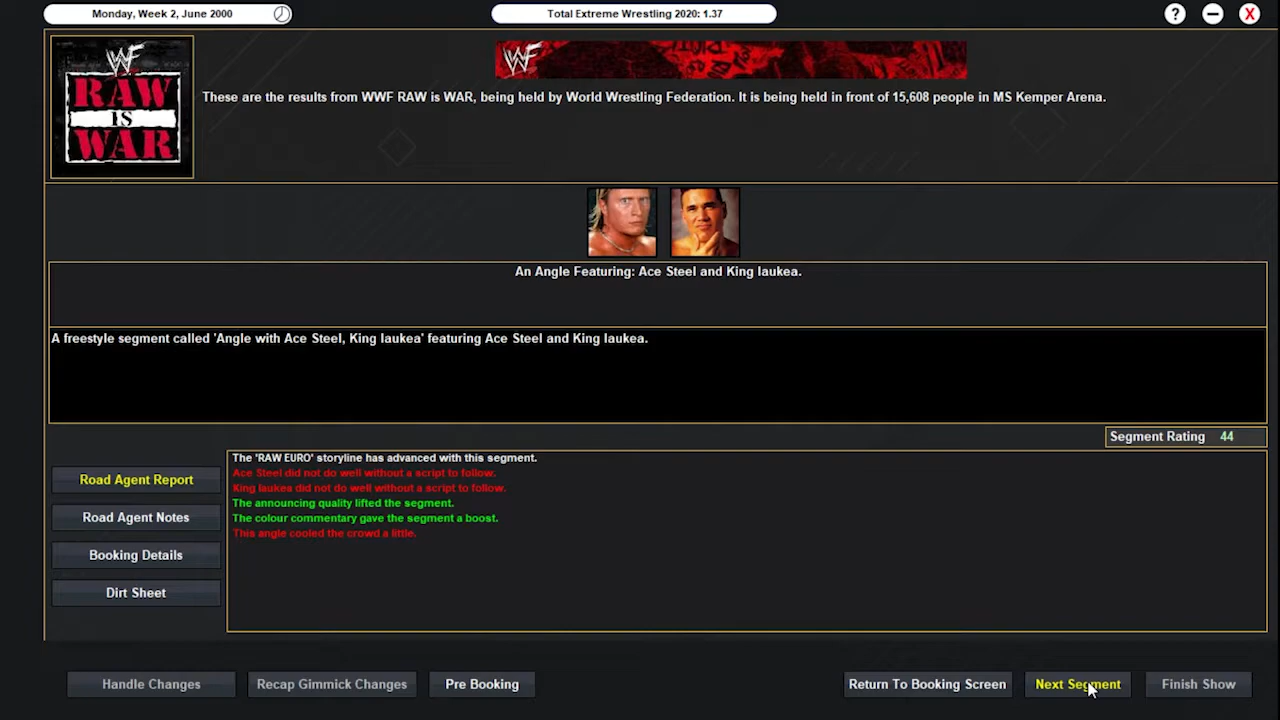 Monday, Week 2, June 2000
Total Extreme Wrestling 2020: 1.37
?
X
WF
RAW
IS
WAR
WF
These are the results from WWF RAW is WAR, being held by World Wrestling Federation. It is being held in front of 15,608 people in MS Kemper Arena.
An Angle Featuring: Ace Steel and King Iaukea.
A freestyle segment called 'Angle with Ace Steel, King Iaukea' featuring Ace Steel and King Iaukea.
Segment Rating 44
Road Agent Report
Road Agent Notes
Booking Details
Dirt Sheet
The 'RAW EURO' storyline has advanced with this segment.
Ace Steel did not do well without a script to follow.
King Iaukea did not do well without a script to follow.
The announcing quality lifted the segment.
The colour commentary gave the segment a boost.
This angle cooled the crowd a little.
Handle Changes
Recap Gimmick Changes
Pre Booking
Return To Booking Screen
Next Segment
Finish Show